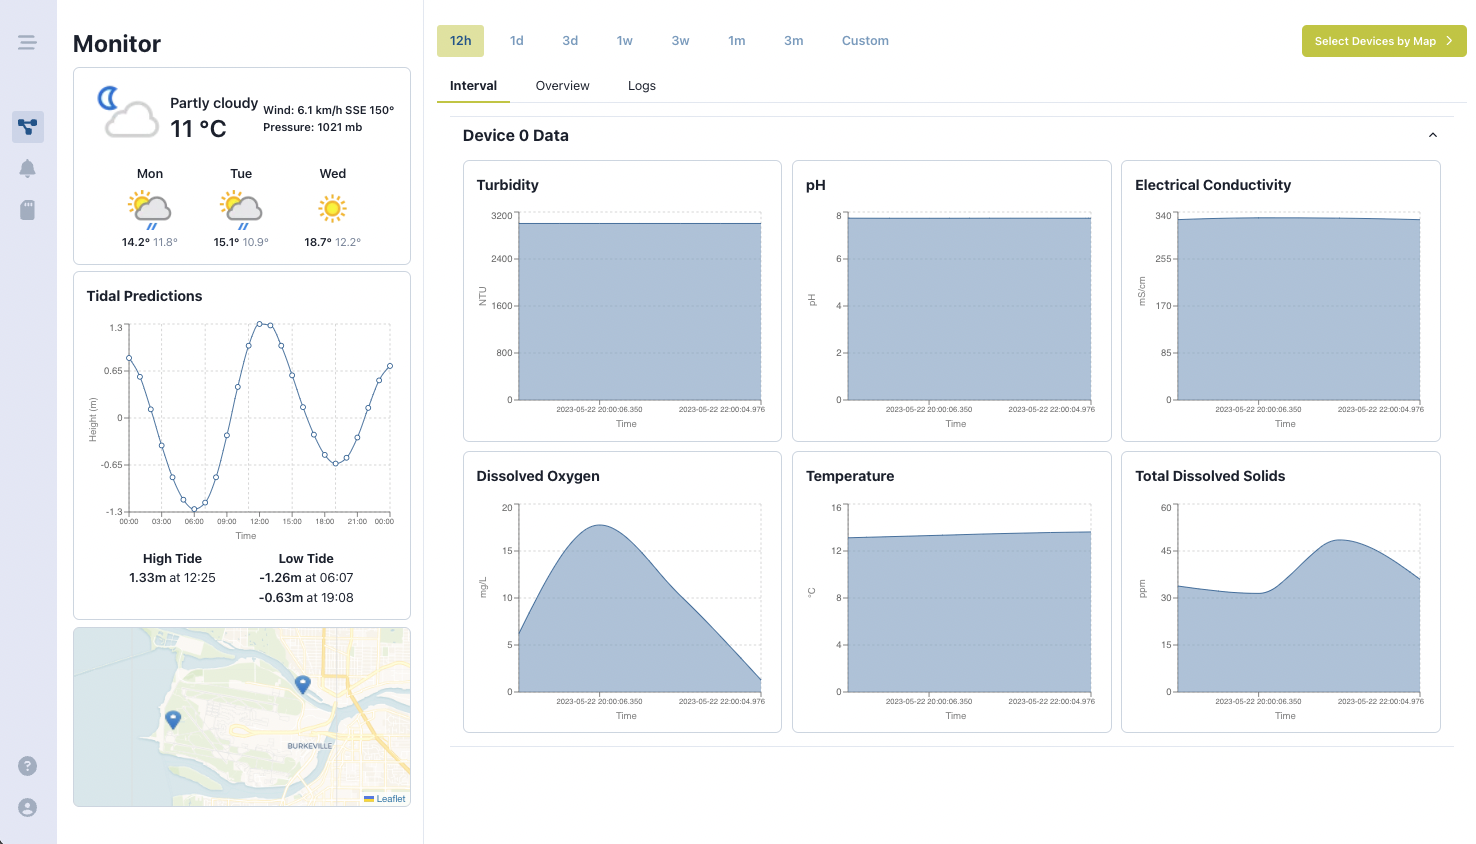 Monitor
Partly cloudy
11 °C
Wind: 6.1 km/h SSE 150°
Pressure: 1021 mb
Mon
Tue
Wed
14.2° 11.8°
15.1° 10.9°
18.7° 12.2°
Tidal Predictions
1.3
0.65
0
-0.65
-1.3
Height (m)
00:00
03:00
06:00
09:00
12:00
15:00
18:00
21:00
00:00
Time
High Tide
1.33m at 12:25
Low Tide
-1.26m at 06:07
-0.63m at 19:08
BURKEVILLE
Leaflet
?
12h
1d
3d
1w
3w
1m
3m
Custom
Select Devices by Map
Interval
Overview
Logs
Device 0 Data
Turbidity
3200
2400
1600
800
0
NTU
2023-05-22 20:00:06.350
2023-05-22 22:00:04.976
Time
pH
8
6
4
2
0
pH
2023-05-22 20:00:06.350
2023-05-22 22:00:04.976
Time
Electrical Conductivity
340
255
170
85
0
mS/cm
2023-05-22 20:00:06.350
2023-05-22 22:00:04.976
Time
Dissolved Oxygen
20
15
10
5
0
mg/L
2023-05-22 20:00:06.350
2023-05-22 22:00:04.976
Time
Temperature
16
12
8
4
0
°C
2023-05-22 20:00:06.350
2023-05-22 22:00:04.976
Time
Total Dissolved Solids
60
45
30
15
0
ppm
2023-05-22 20:00:06.350
2023-05-22 22:00:04.976
Time